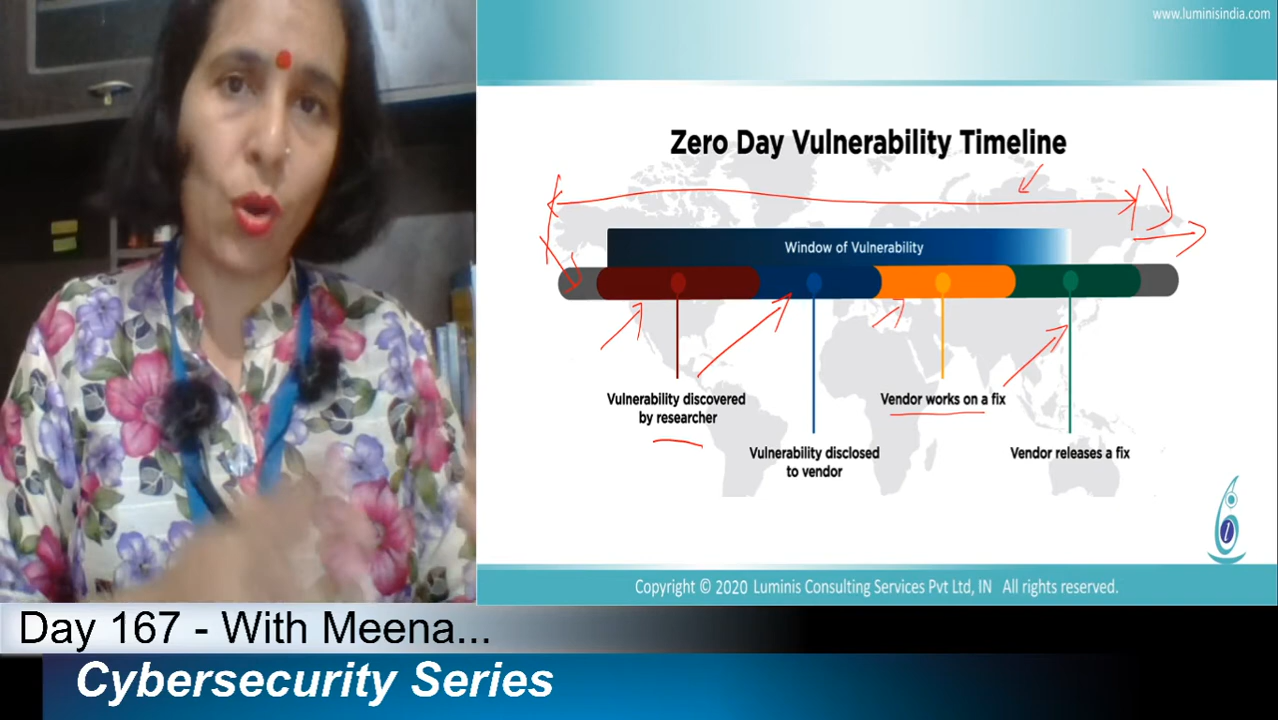 www.luminisindia.com
Zero Day Vulnerability Timeline
Window of Vulnerability
Vulnerability discovered
by researcher
Vulnerability disclosed
to vendor
Vendor works on a fix
Vendor releases a fix
Copyright © 2020 Luminis Consulting Services Pvt Ltd, IN All rights reserved.
Day 167 - With Meena...
Cybersecurity Series